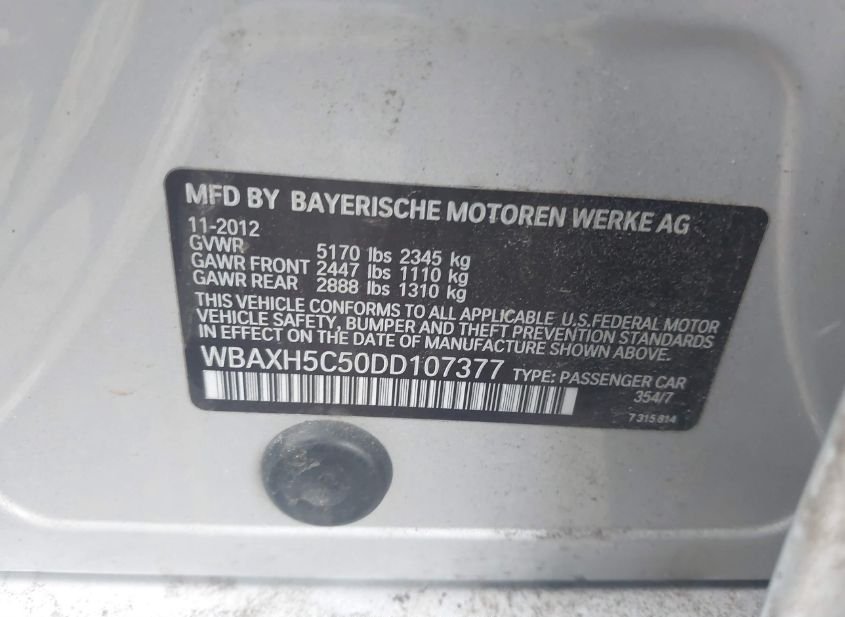 MFD BY BAYERISCHE MOTOREN WERKE AG
11-2012
GVWR 5170 lbs 2345 kg
GAWR FRONT 2447 lbs 1110 kg
GAWR REAR 2888 lbs 1310 kg
THIS VEHICLE CONFORMS TO ALL APPLICABLE U.S.FEDERAL MOTOR
VEHICLE SAFETY, BUMPER AND THEFT PREVENTION STANDARDS
IN EFFECT ON THE DATE OF MANUFACTURE SHOWN ABOVE.
WBAXH5C50DD107377 TYPE: PASSENGER CAR
354/7
7 315 814